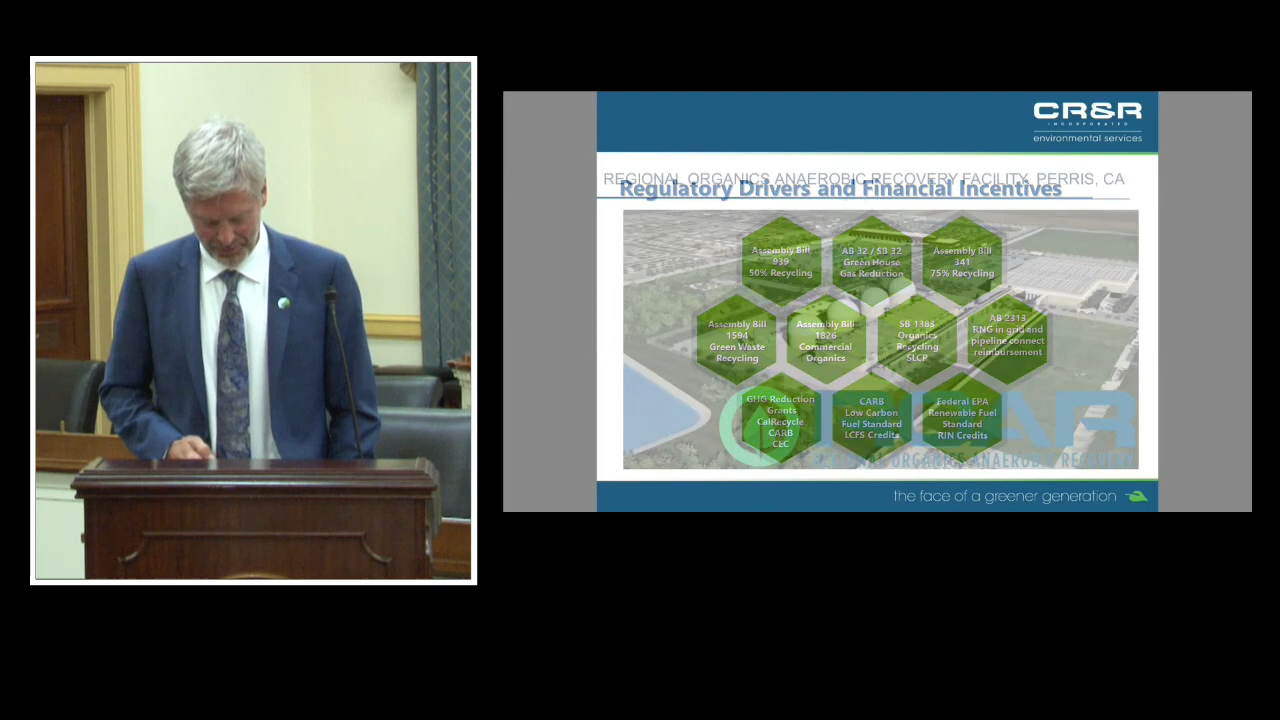 CR&R
INCORPORATED
environmental services
REGIONAL ORGANICS ANAEROBIC RECOVERY FACILITY, PERRIS, CA
Regulatory Drivers and Financial Incentives
Assembly Bill
939
50% Recycling
AB 32 / SB 32
Green House
Gas Reduction
Assembly Bill
341
75% Recycling
Assembly Bill
1594
Green Waste
Recycling
Assembly Bill
1826
Commercial
Organics
SB 1383
Organics
Recycling
SLCP
AB 2313
RNG in grid and
pipeline connect
reimbursement
GHG Reduction
Grants
CalRecycle
CARB
CEC
CARB
Low Carbon
Fuel Standard
LCFS Credits
Federal EPA
Renewable Fuel
Standard
RIN Credits
ORGANICS ANAEROBIC RECOVERY
the face of a greener generation